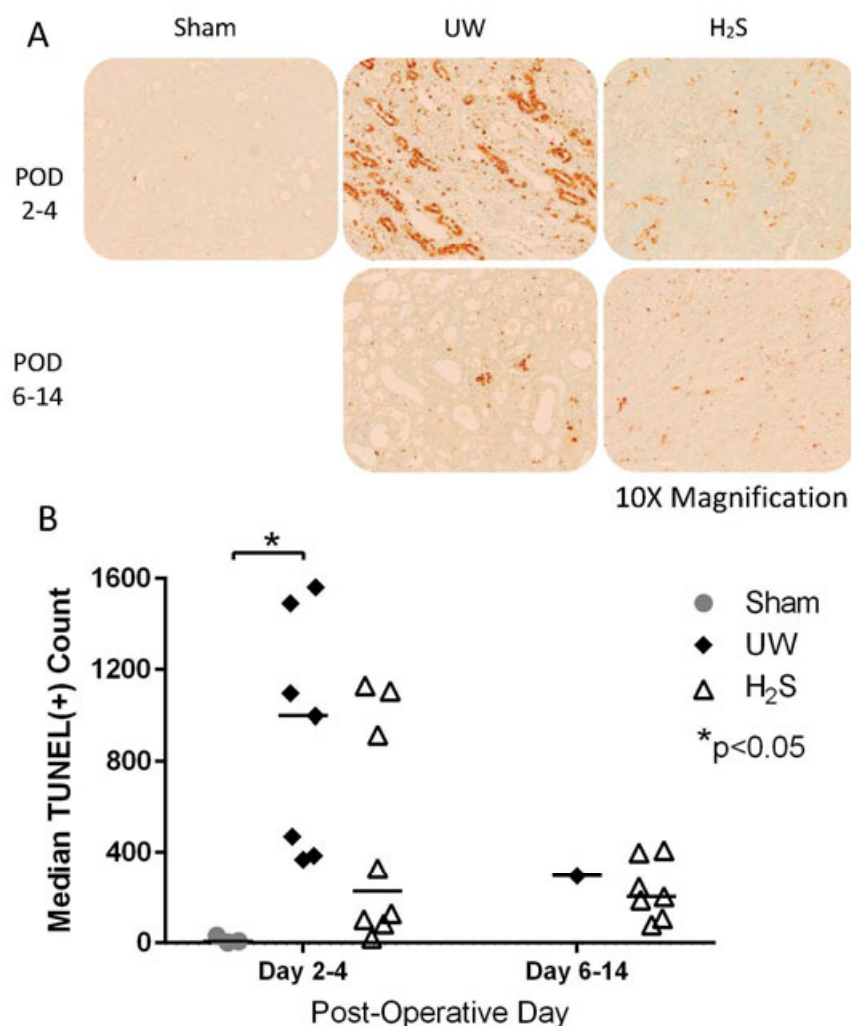 A
Sham UW H₂S
POD
2-4
POD
6-14
10X Magnification
B
*
1600
1200
800
400
0
Median TUNEL(+) Count
Sham
UW
H₂S
*p<0.05
Day 2-4 Day 6-14
Post-Operative Day